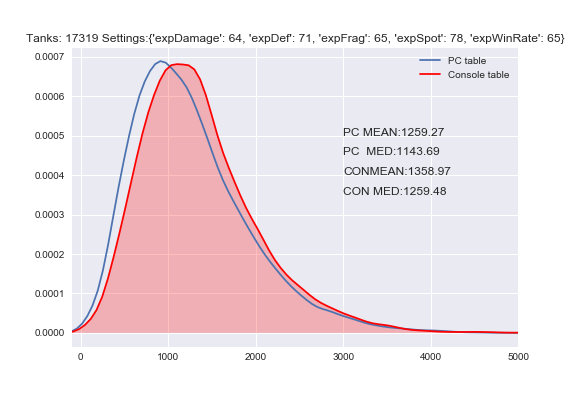 Tanks: 17319 Settings:{'expDamage': 64, 'expDef': 71, 'expFrag': 65, 'expSpot': 78, 'expWinRate': 65}
0.0007
0.0006
0.0005
0.0004
0.0003
0.0002
0.0001
0.0000
PC table
Console table
PC MEAN:1259.27
PC  MED:1143.69
CONMEAN:1358.97
CON MED:1259.48
0
1000
2000
3000
4000
5000